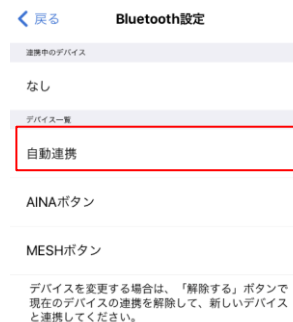 戻る Bluetooth設定
連携中のデバイス
なし
デバイス一覧
自動連携
AINAボタン
MESHボタン
デバイスを変更する場合は、「解除する」ボタンで
現在のデバイスの連携を解除して、新しいデバイス
と連携してください。